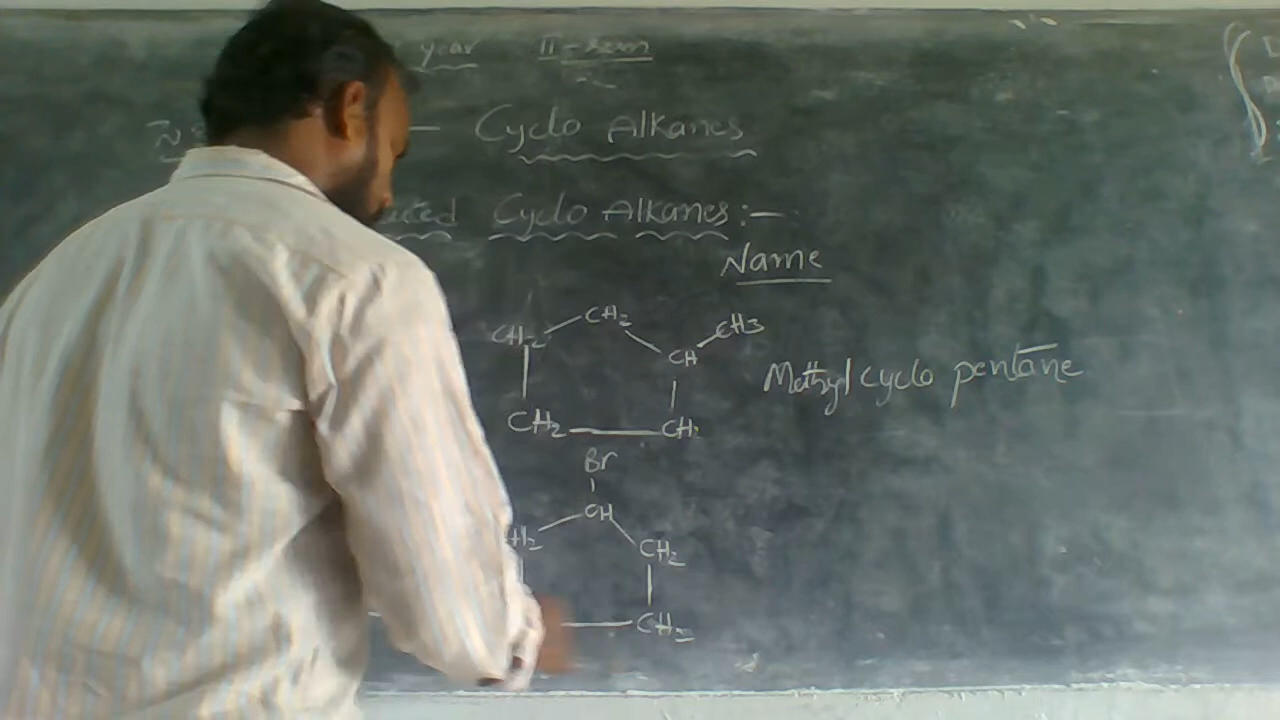 year II-sem
— Cyclo Alkanes
Cyclo Alkanes :—
Name
CH2 CH2 CH CH3
Methyl cyclo pentane
CH2 CH2
Br
CH
H2 CH2
CH2